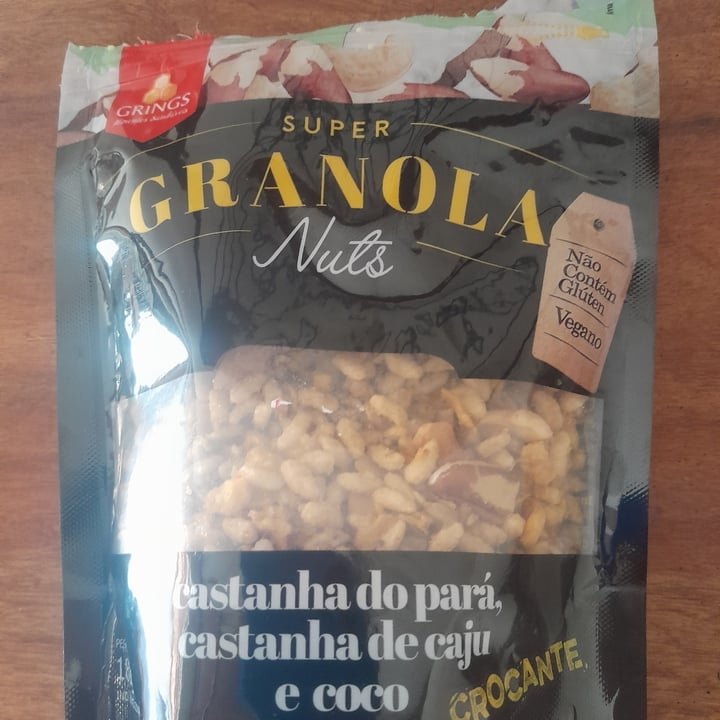 GRINGS
SUPER
GRANOLA
Nuts
Não
Contém
Glúten
Vegano
castanha do pará,
castanha de caju
e coco
CROCANTE